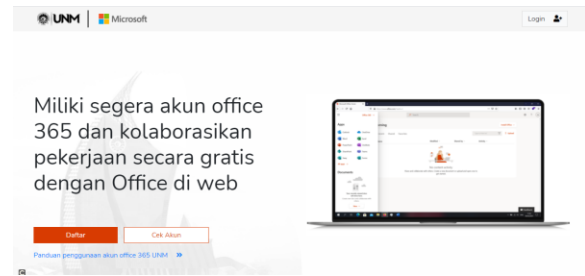 UNM Microsoft Login
Miliki segera akun office
365 dan kolaborasikan
pekerjaan secara gratis
dengan Office di web
Daftar Cek Akun
Panduan penggunaan akun office 365 UNM »